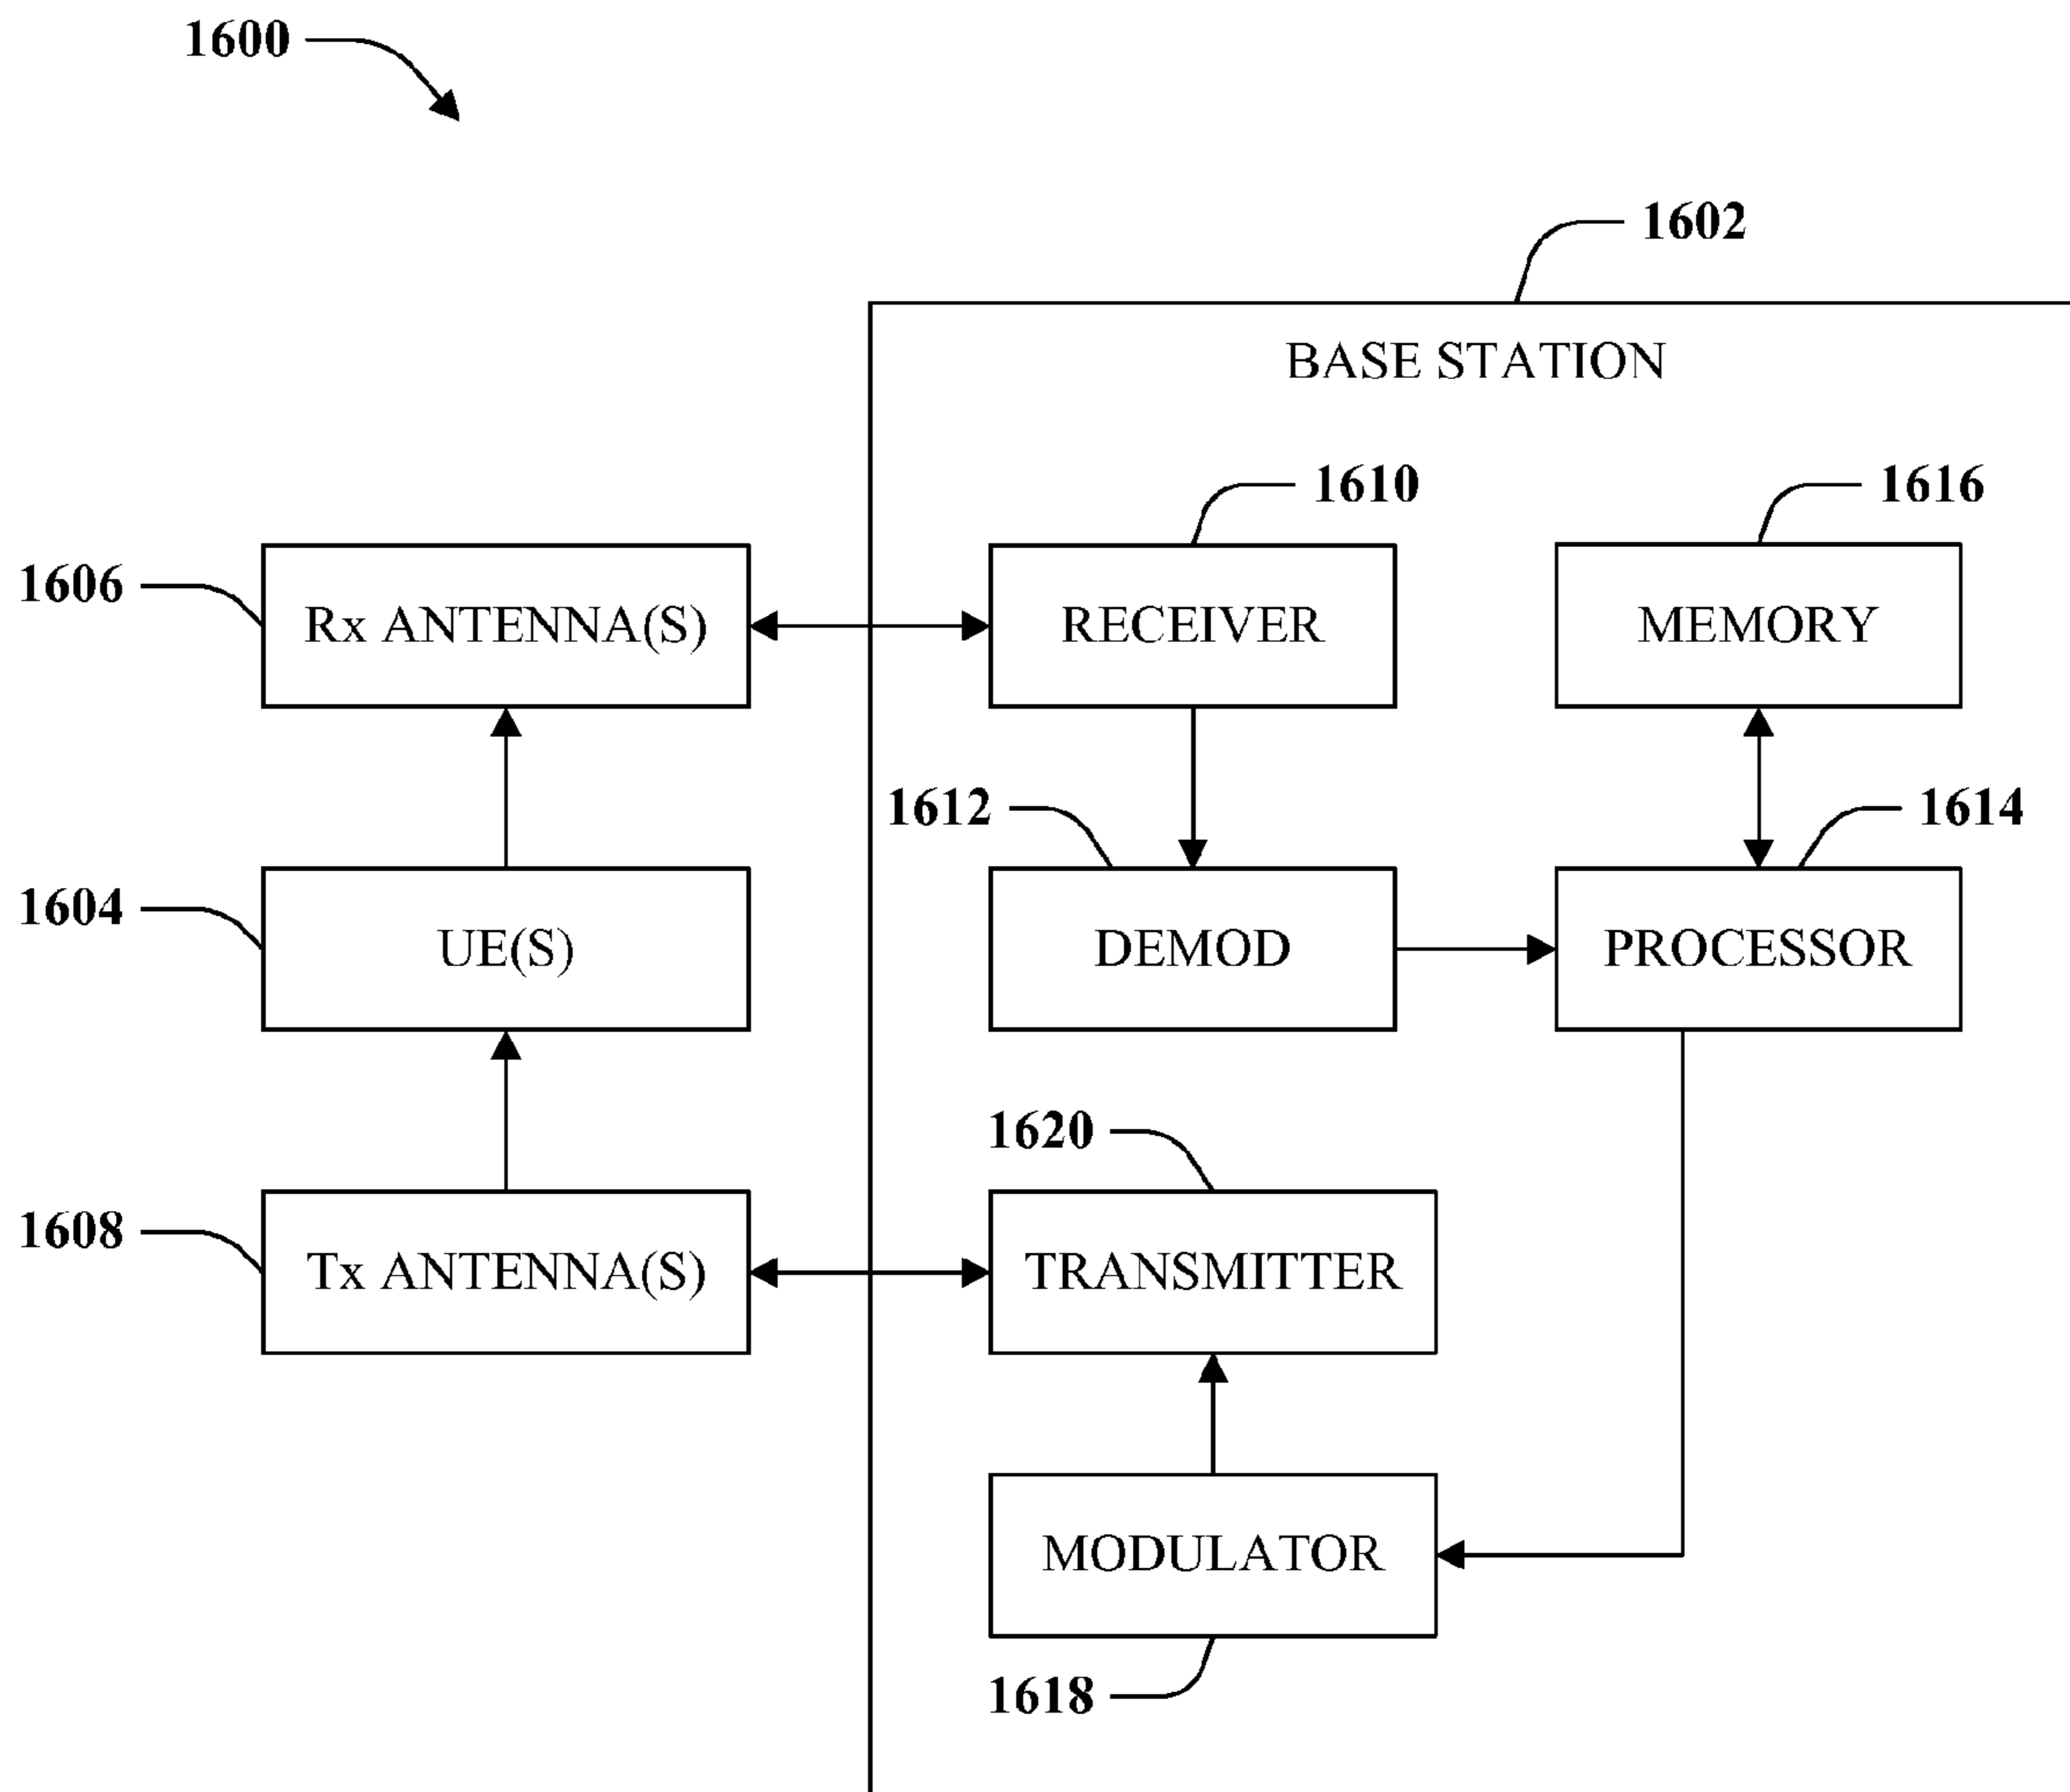 1600
1602
BASE STATION
1610
1616
1606
Rx ANTENNA(S)
RECEIVER
MEMORY
1612
1614
1604
UE(S)
DEMOD
PROCESSOR
1620
1608
Tx ANTENNA(S)
TRANSMITTER
MODULATOR
1618